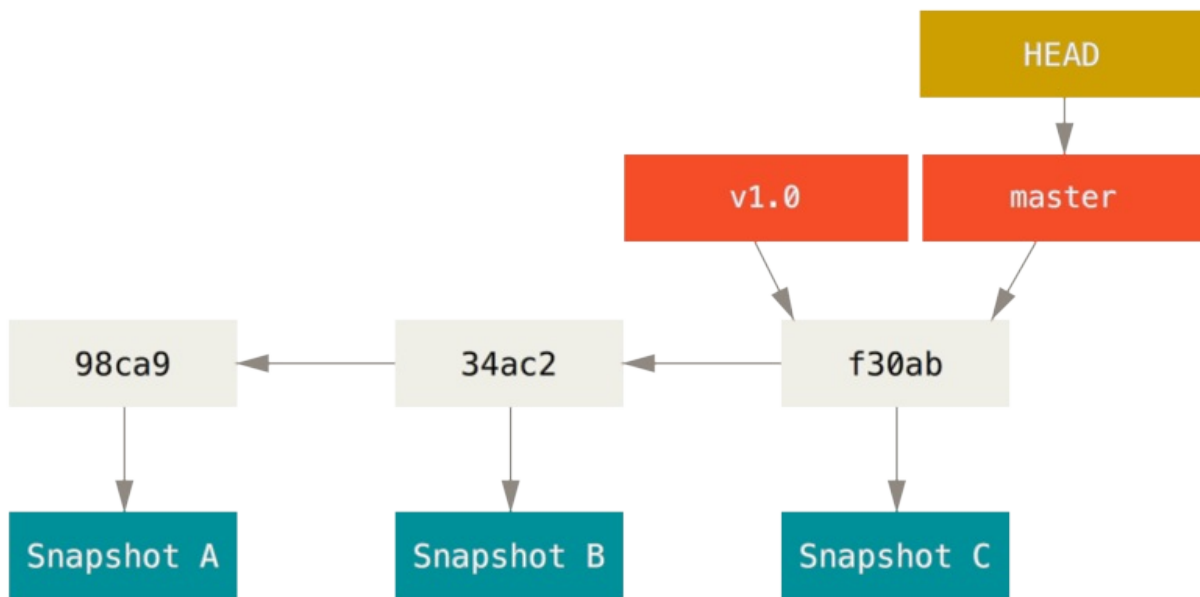 HEAD
v1.0
master
98ca9
34ac2
f30ab
Snapshot A
Snapshot B
Snapshot C